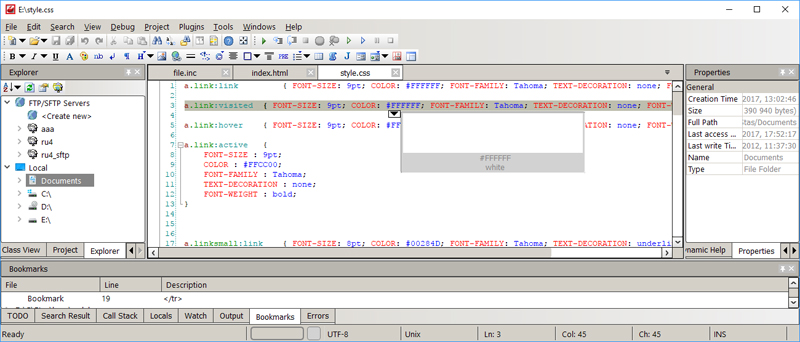 E:\style.css
File Edit Search View Debug Project Plugins Tools Windows Help
B I U A nb ¶ H PRE
Explorer
file.inc index.html style.css
Properties
FTP/SFTP Servers
<Create new>
aaa
ru4
ru4_sftp
Local
Documents
C:\
D:\
E:\
Class View Project Explorer
1 a.link:link { FONT-SIZE: 9pt; COLOR: #FFFFFF; FONT-FAMILY: Tahoma; TEXT-DECORATION: none; F
2
3 a.link:visited { FONT-SIZE: 9pt; COLOR: #FFFFFF; FONT-FAMILY: Tahoma; TEXT-DECORATION: none; FONT-
4
5 a.link:hover { FONT-SIZE: 9pt; COLOR: #FF DECORATION: none; FONT-
6
7 a.link:active {
8 FONT-SIZE : 9pt;
9 COLOR : #FFCC00;
10 FONT-FAMILY : Tahoma;
11 TEXT-DECORATION : none;
12 FONT-WEIGHT : bold;
13 }
14
15
16
17 a.linksmall:link { FONT-SIZE: 8pt; COLOR: #00284D; FONT-FAMILY: Tahoma; TEXT-DECORATION: underli
#FFFFFF
white
General
Creation Time 2017, 13:02:46
Size 390 940 bytes)
Full Path tas/Documents
Last access ... 2017, 17:52:17
Last write Ti... 2012, 11:37:30
Name Documents
Type File Folder
ynamic Help Properties
Bookmarks
File Line Description
Bookmark 19 </tr>
TODO Search Result Call Stack Locals Watch Output Bookmarks Errors
Ready UTF-8 Unix Ln: 3 Col: 45 Ch: 45 INS